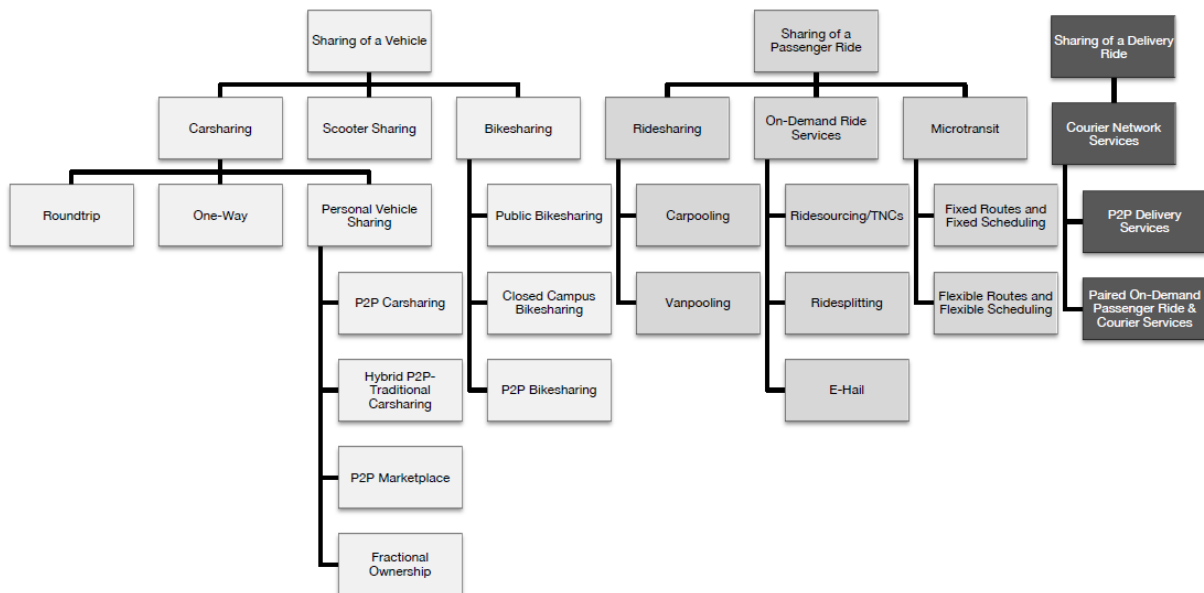 Sharing of a Vehicle
Sharing of a
Passenger Ride
Sharing of a Delivery
Ride
Carsharing
Scooter Sharing
Bikesharing
Ridesharing
On-Demand Ride
Services
Microtransit
Courier Network
Services
Roundtrip
One-Way
Personal Vehicle
Sharing
Public Bikesharing
Carpooling
Ridesourcing/TNCs
Fixed Routes and
Fixed Scheduling
P2P Delivery
Services
P2P Carsharing
Closed Campus
Bikesharing
Vanpooling
Ridesplitting
Flexible Routes and
Flexible Scheduling
Paired On-Demand
Passenger Ride &
Courier Services
Hybrid P2P-
Traditional
Carsharing
P2P Bikesharing
E-Hail
P2P Marketplace
Fractional
Ownership